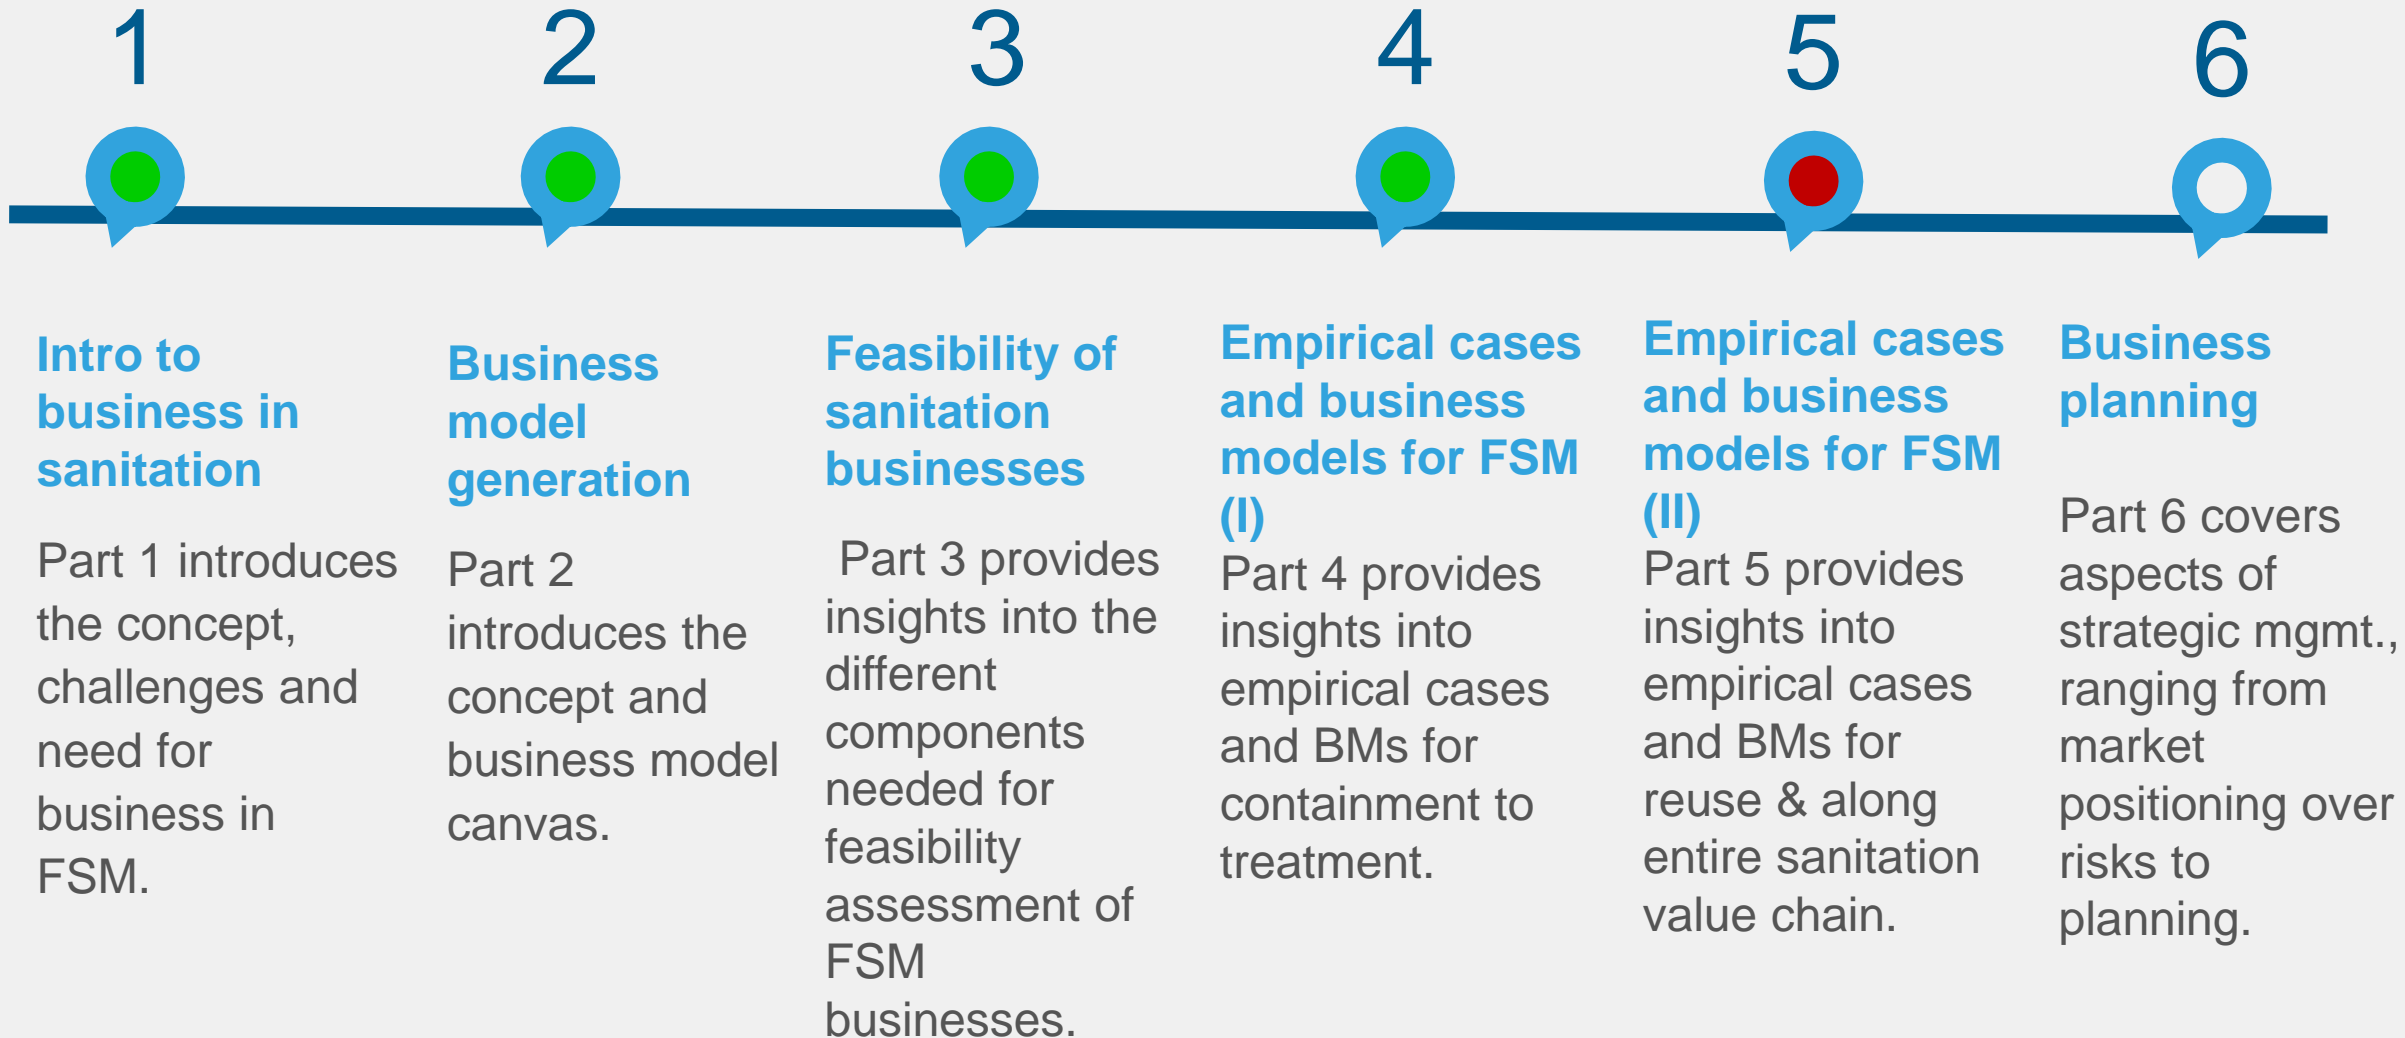 1
2
3
4
5
6
Intro to
business in
sanitation
Part 1 introduces
the concept,
challenges and
need for
business in
FSM.
Business
model
generation
Part 2
introduces the
concept and
business model
canvas.
Feasibility of
sanitation
businesses
Part 3 provides
insights into the
different
components
needed for
feasibility
assessment of
FSM
businesses.
Empirical cases
and business
models for FSM
(I)
Part 4 provides
insights into
empirical cases
and BMs for
containment to
treatment.
Empirical cases
and business
models for FSM
(II)
Part 5 provides
insights into
empirical cases
and BMs for
reuse & along
entire sanitation
value chain.
Business
planning
Part 6 covers
aspects of
strategic mgmt.,
ranging from
market
positioning over
risks to
planning.